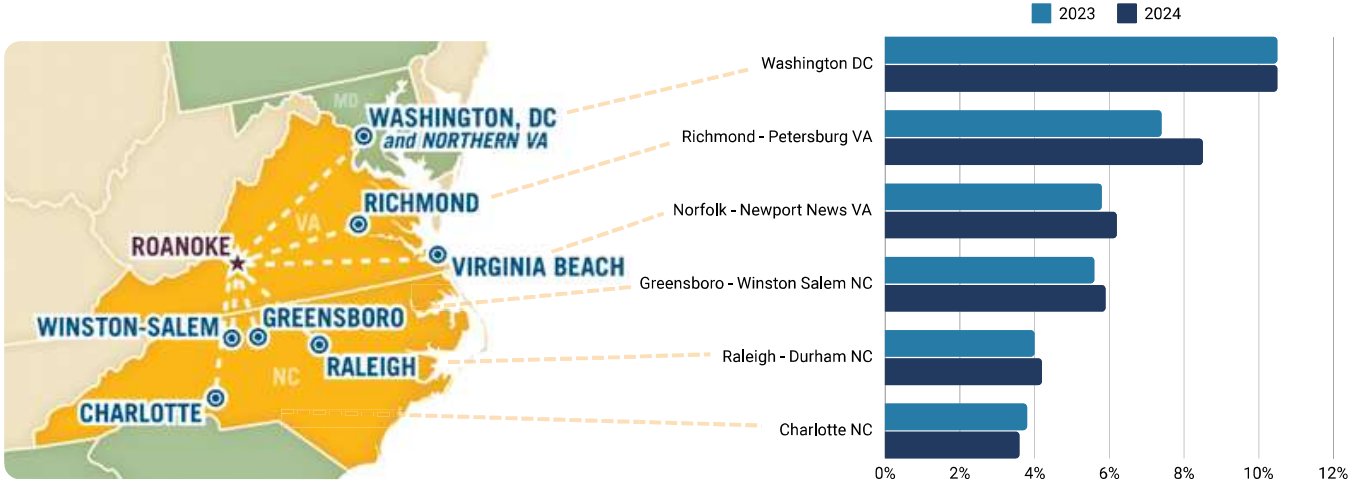 2023 2024
MD
WASHINGTON, DC
and NORTHERN VA
RICHMOND
VA
ROANOKE
VIRGINIA BEACH
WINSTON-SALEM
GREENSBORO
RALEIGH
NC
CHARLOTTE
Washington DC
Richmond - Petersburg VA
Norfolk - Newport News VA
Greensboro - Winston Salem NC
Raleigh - Durham NC
Charlotte NC
0% 2% 4% 6% 8% 10% 12%